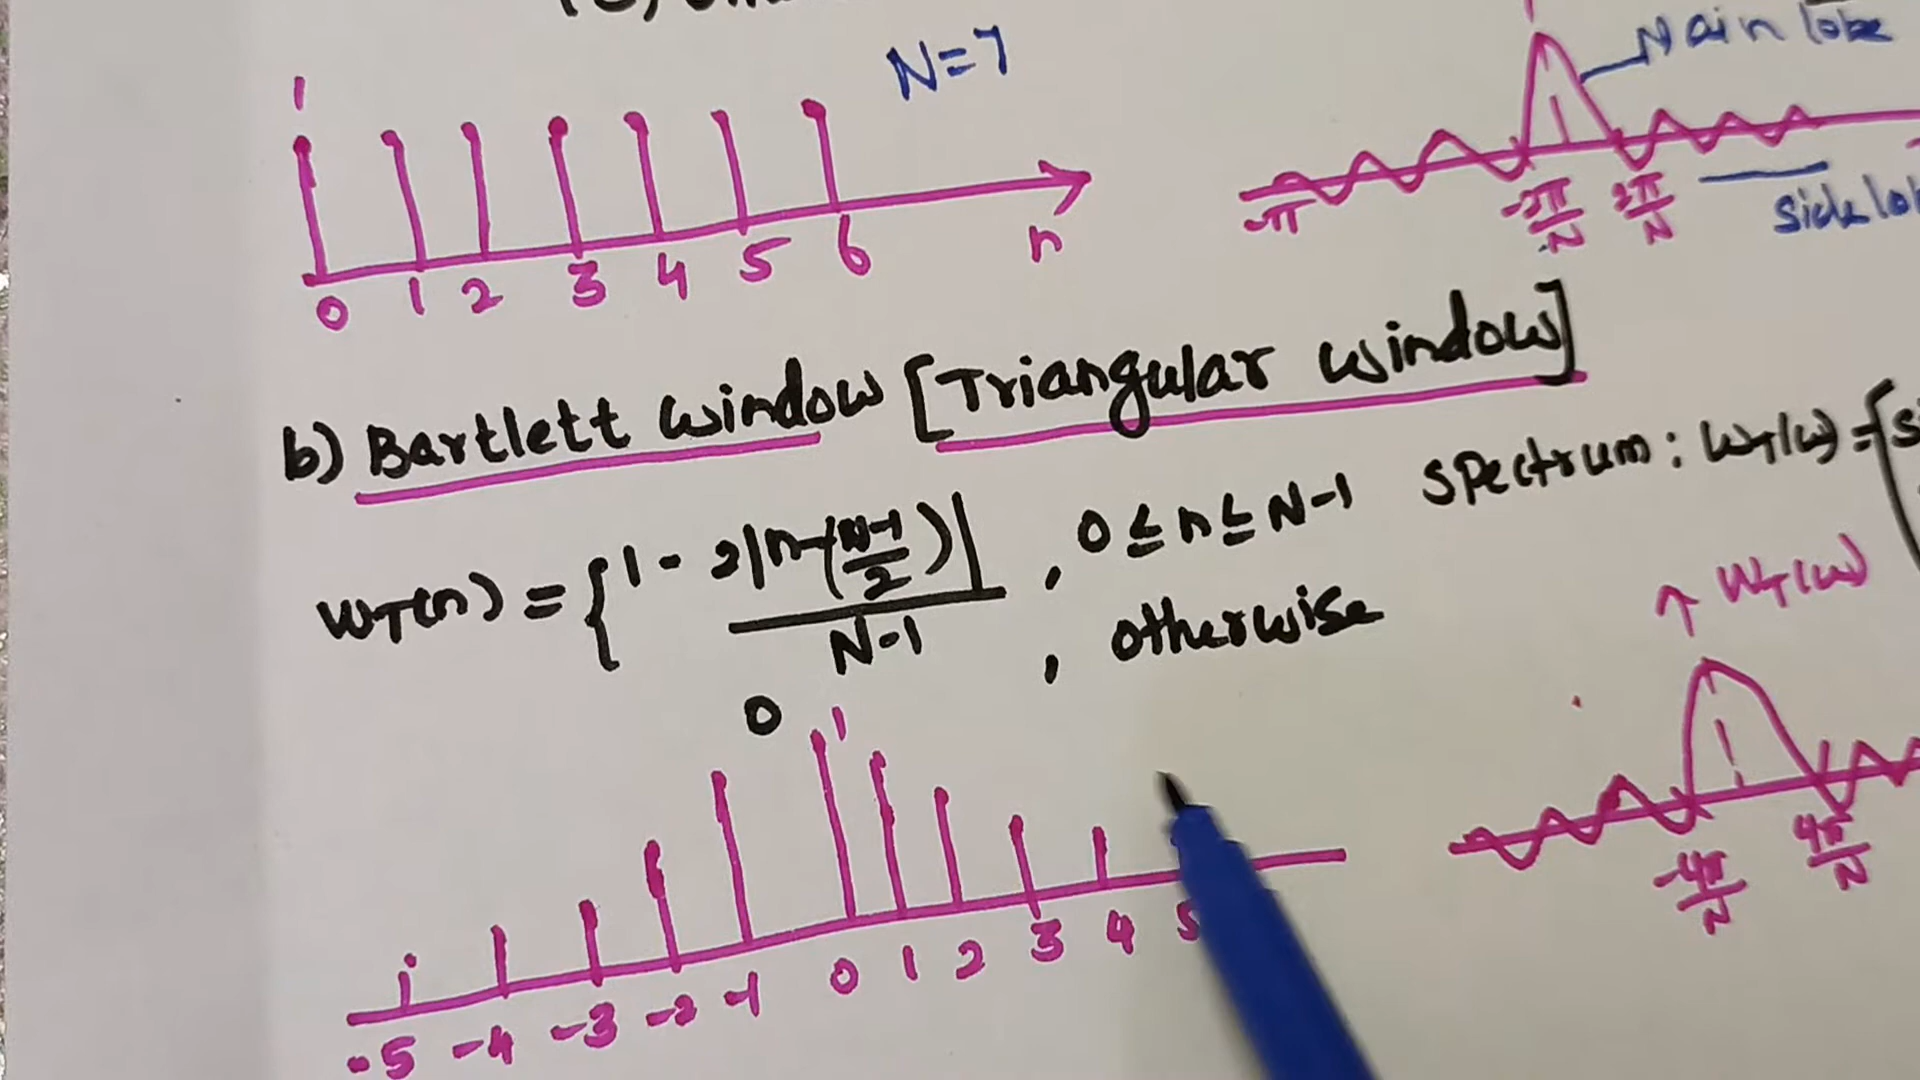 N=7
1
Main lobe
0 1 2 3 4 5 6 n
-π -2π/N 2π/N
side lo
b) Bartlett window [Triangular window]
WT(n) = { 1 - 2|n-(N-1/2)| / N-1 , 0 ≤ n ≤ N-1
0 , otherwise
spectrum : WT(ω) =
↑ WT(ω)
1
-5 -4 -3 -2 -1 0 1 2 3 4 5
-4π/N 4π/N